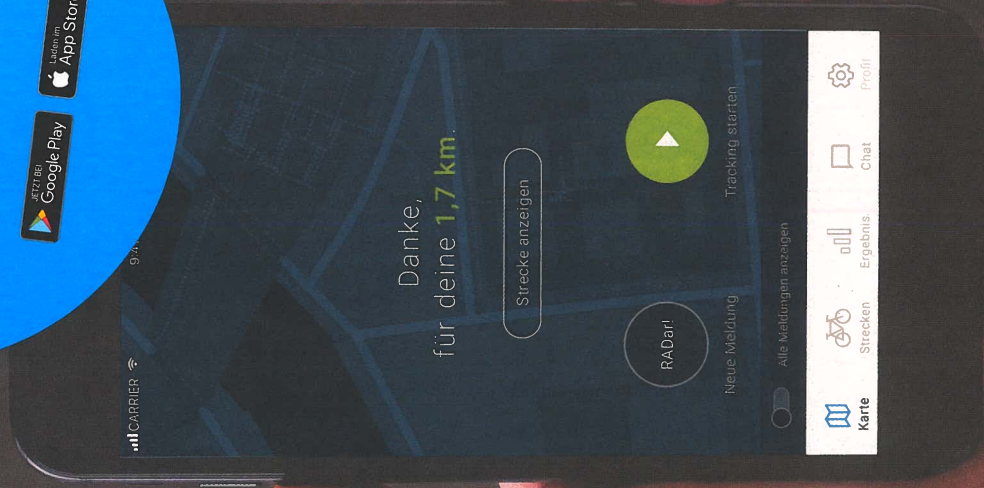 Laden im
App Stor
JETZT BEI
Google Play
CARRIER
Danke,
für deine 1,7 km.
Strecke anzeigen
RADar!
Neue Meldung
Tracking starten
Alle Meldungen anzeigen
Karte
Strecken
Ergebnis.
Chat
Profil